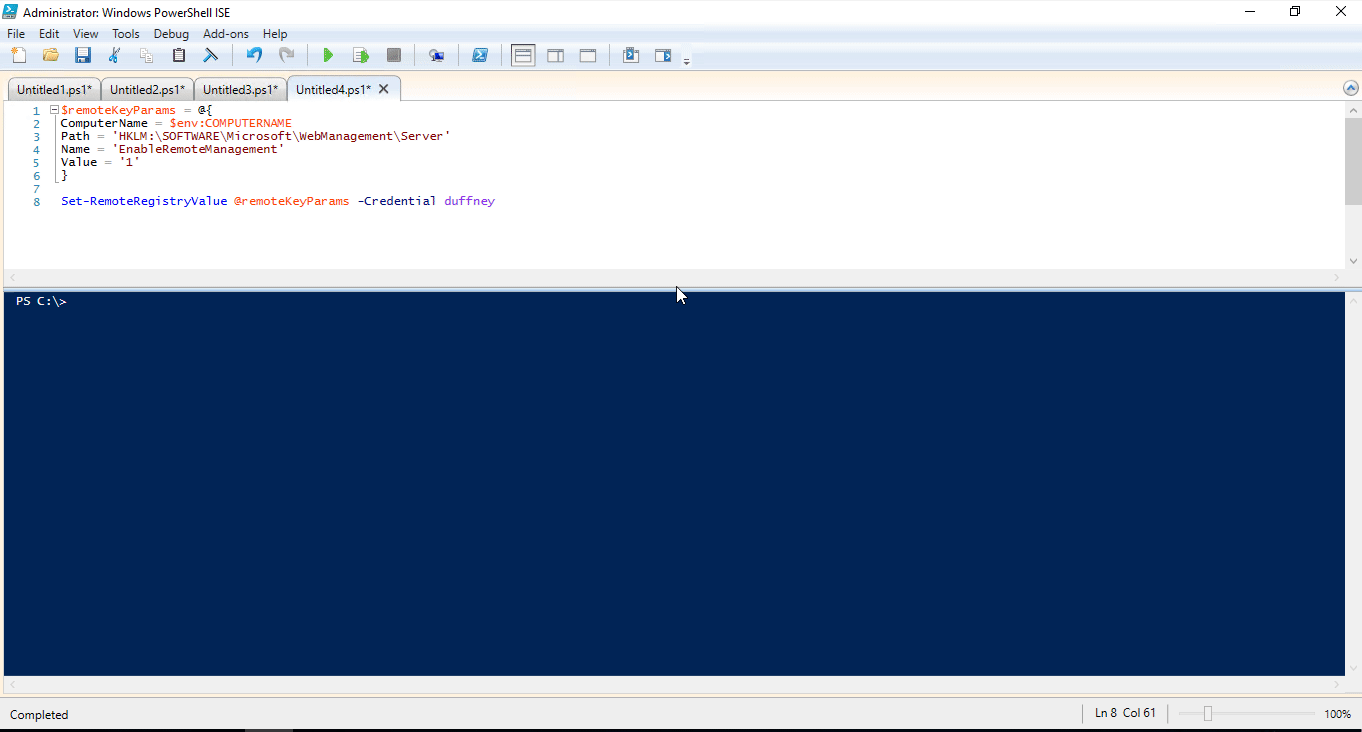 Administrator: Windows PowerShell ISE
File Edit View Tools Debug Add-ons Help
Untitled1.ps1* Untitled2.ps1* Untitled3.ps1* Untitled4.ps1*
1 $remoteKeyParams = @{
2 ComputerName = $env:COMPUTERNAME
3 Path = 'HKLM:\SOFTWARE\Microsoft\WebManagement\Server'
4 Name = 'EnableRemoteManagement'
5 Value = '1'
6 }
7
8 Set-RemoteRegistryValue @remoteKeyParams -Credential duffney
PS C:\>
Completed Ln 8 Col 61 100%